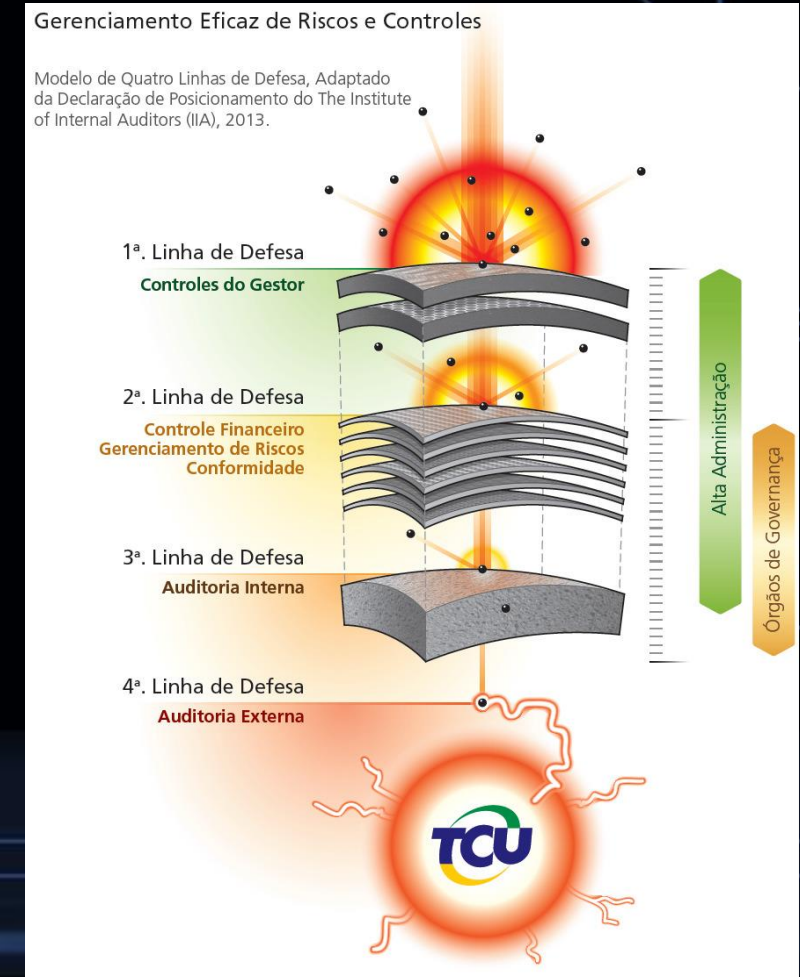 Gerenciamento Eficaz de Riscos e Controles
Modelo de Quatro Linhas de Defesa, Adaptado
da Declaração de Posicionamento do The Institute
of Internal Auditors (IIA), 2013.
1ª. Linha de Defesa
Controles do Gestor
2ª. Linha de Defesa
Controle Financeiro
Gerenciamento de Riscos
Conformidade
3ª. Linha de Defesa
Auditoria Interna
4ª. Linha de Defesa
Auditoria Externa
Alta Administração
Órgãos de Governança
TCU